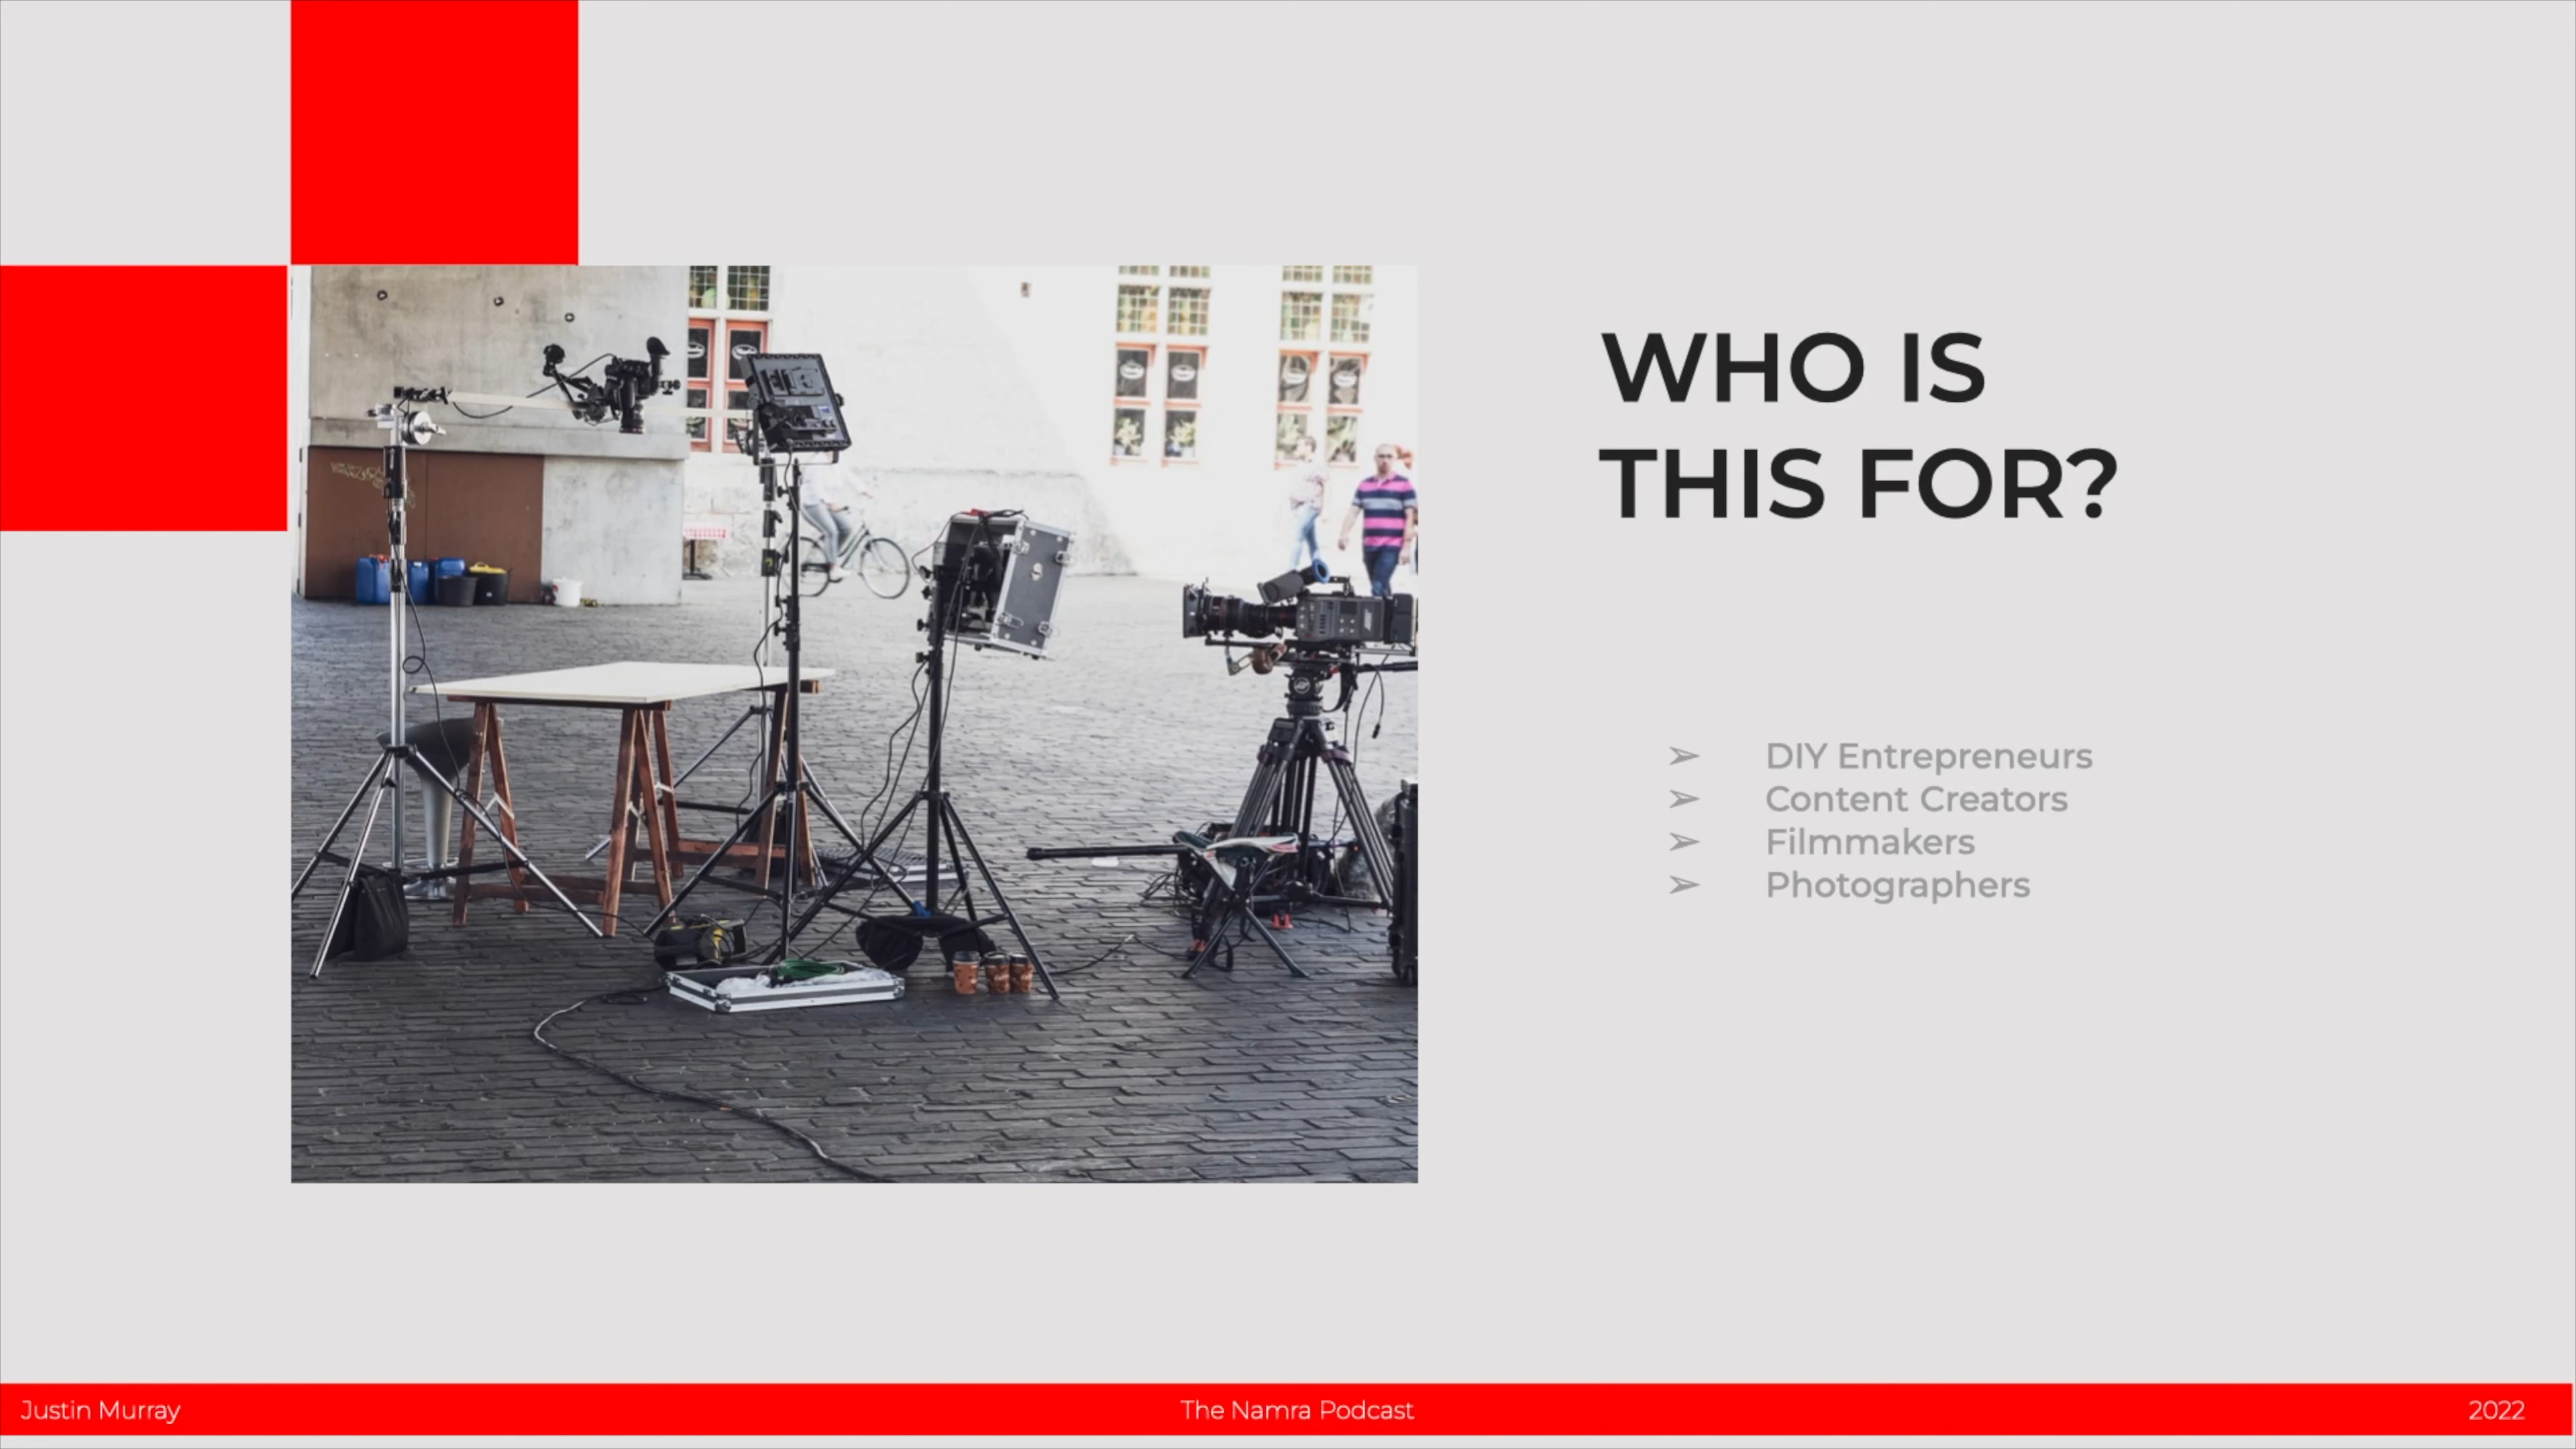 WHO IS
THIS FOR?
➢ DIY Entrepreneurs
➢ Content Creators
➢ Filmmakers
➢ Photographers
Justin Murray
The Namra Podcast
2022